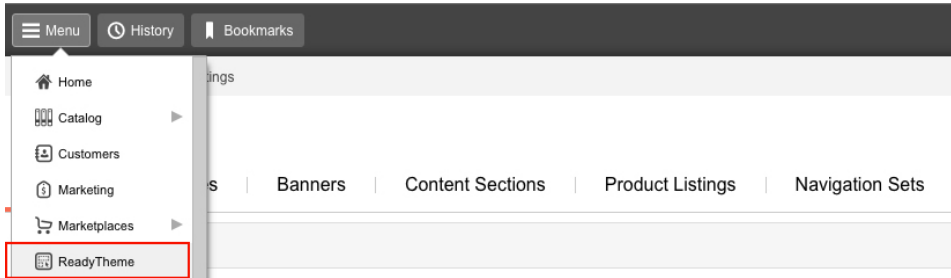 Menu History Bookmarks
Home
Catalog
Customers
Marketing
Marketplaces
ReadyTheme
Banners Content Sections Product Listings Navigation Sets